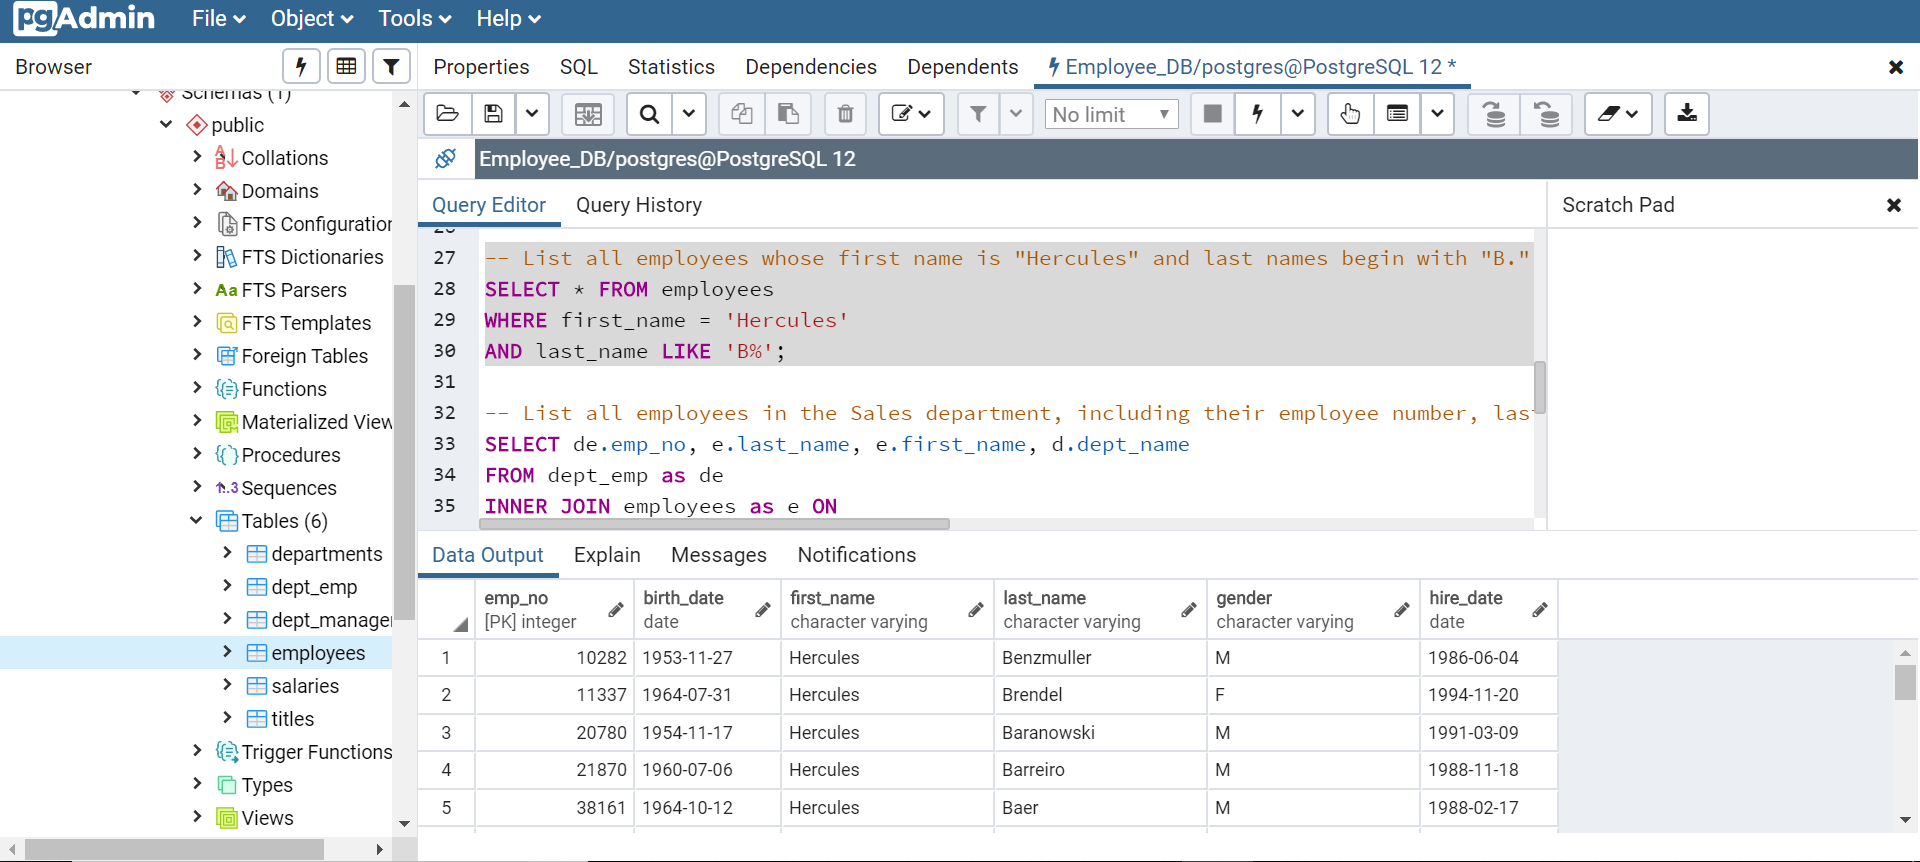 pgAdmin File Object Tools Help
Browser
Properties SQL Statistics Dependencies Dependents Employee_DB/postgres@PostgreSQL 12 *
Schemas (1)
public
Collations
Domains
FTS Configuration
FTS Dictionaries
Aa FTS Parsers
FTS Templates
Foreign Tables
Functions
Materialized View
Procedures
1..3 Sequences
Tables (6)
departments
dept_emp
dept_manager
employees
salaries
titles
Trigger Functions
Types
Views
No limit
Employee_DB/postgres@PostgreSQL 12
Query Editor Query History
Scratch Pad
27 -- List all employees whose first name is "Hercules" and last names begin with "B."
28 SELECT * FROM employees
29 WHERE first_name = 'Hercules'
30 AND last_name LIKE 'B%';
31
32 -- List all employees in the Sales department, including their employee number, las
33 SELECT de.emp_no, e.last_name, e.first_name, d.dept_name
34 FROM dept_emp as de
35 INNER JOIN employees as e ON
Data Output Explain Messages Notifications
emp_no birth_date first_name last_name gender hire_date
[PK] integer date character varying character varying character varying date
1 10282 1953-11-27 Hercules Benzmuller M 1986-06-04
2 11337 1964-07-31 Hercules Brendel F 1994-11-20
3 20780 1954-11-17 Hercules Baranowski M 1991-03-09
4 21870 1960-07-06 Hercules Barreiro M 1988-11-18
5 38161 1964-10-12 Hercules Baer M 1988-02-17